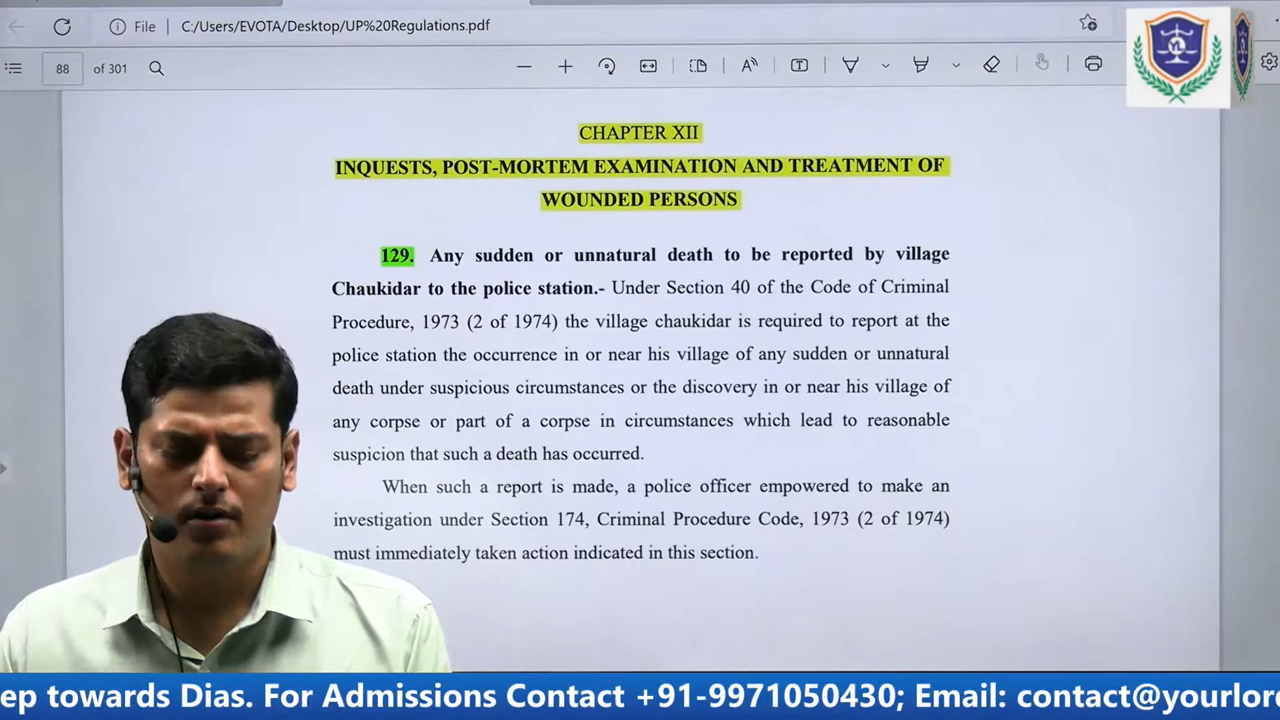 File
C:/Users/EVOTA/Desktop/UP%20Regulations.pdf
88 of 301
CHAPTER XII
INQUESTS, POST-MORTEM EXAMINATION AND TREATMENT OF
WOUNDED PERSONS
129. Any sudden or unnatural death to be reported by village
Chaukidar to the police station.- Under Section 40 of the Code of Criminal
Procedure, 1973 (2 of 1974) the village chaukidar is required to report at the
police station the occurrence in or near his village of any sudden or unnatural
death under suspicious circumstances or the discovery in or near his village of
any corpse or part of a corpse in circumstances which lead to reasonable
suspicion that such a death has occurred.
When such a report is made, a police officer empowered to make an
investigation under Section 174, Criminal Procedure Code, 1973 (2 of 1974)
must immediately taken action indicated in this section.
ep towards Dias. For Admissions Contact +91-9971050430; Email: contact@yourlor